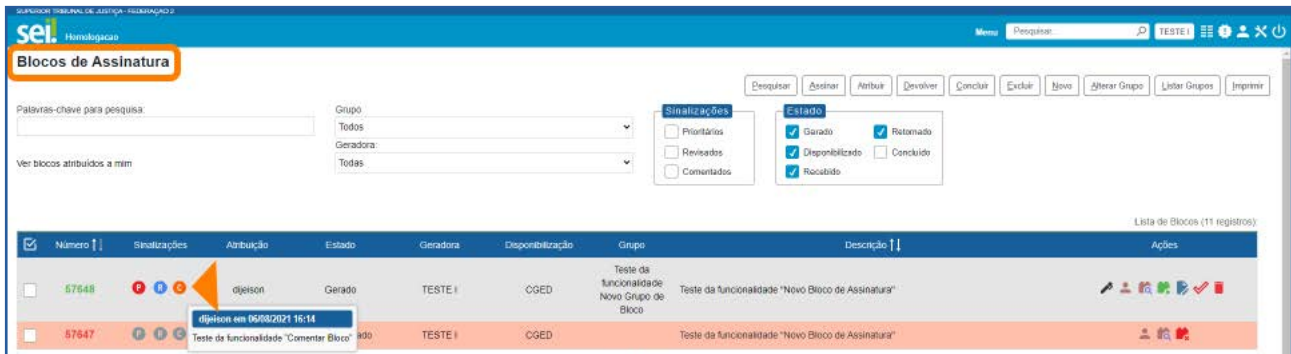 SUPERIOR TRIBUNAL DE JUSTIÇA - FEDERAÇAO 2
sei. Homologacao
Menu Pesquisar... TESTE I
Blocos de Assinatura
Pesquisar Assinar Atribuir Devolver Concluir Excluir Novo Alterar Grupo Listar Grupos Imprimir
Palavras-chave para pesquisa: Grupo Sinalizações Estado
Todos Prioritários Gerado Retornado
Geradora:
Ver blocos atribuídos a mim Todas Revisados Disponibilizado Concluído
Comentados Recebido
Lista de Blocos (11 registros):
Número Sinalizações Atribuição Estado Geradora Disponibilização Grupo Descrição Ações
57648 P R C dijeison Gerado TESTE I CGED Teste da funcionalidade Novo Grupo de Bloco Teste da funcionalidade "Novo Bloco de Assinatura"
dijeison em 06/08/2021 16:14
Teste da funcionalidade "Comentar Bloco"
57647 P R C ado TESTE I CGED Teste da funcionalidade "Novo Bloco de Assinatura"